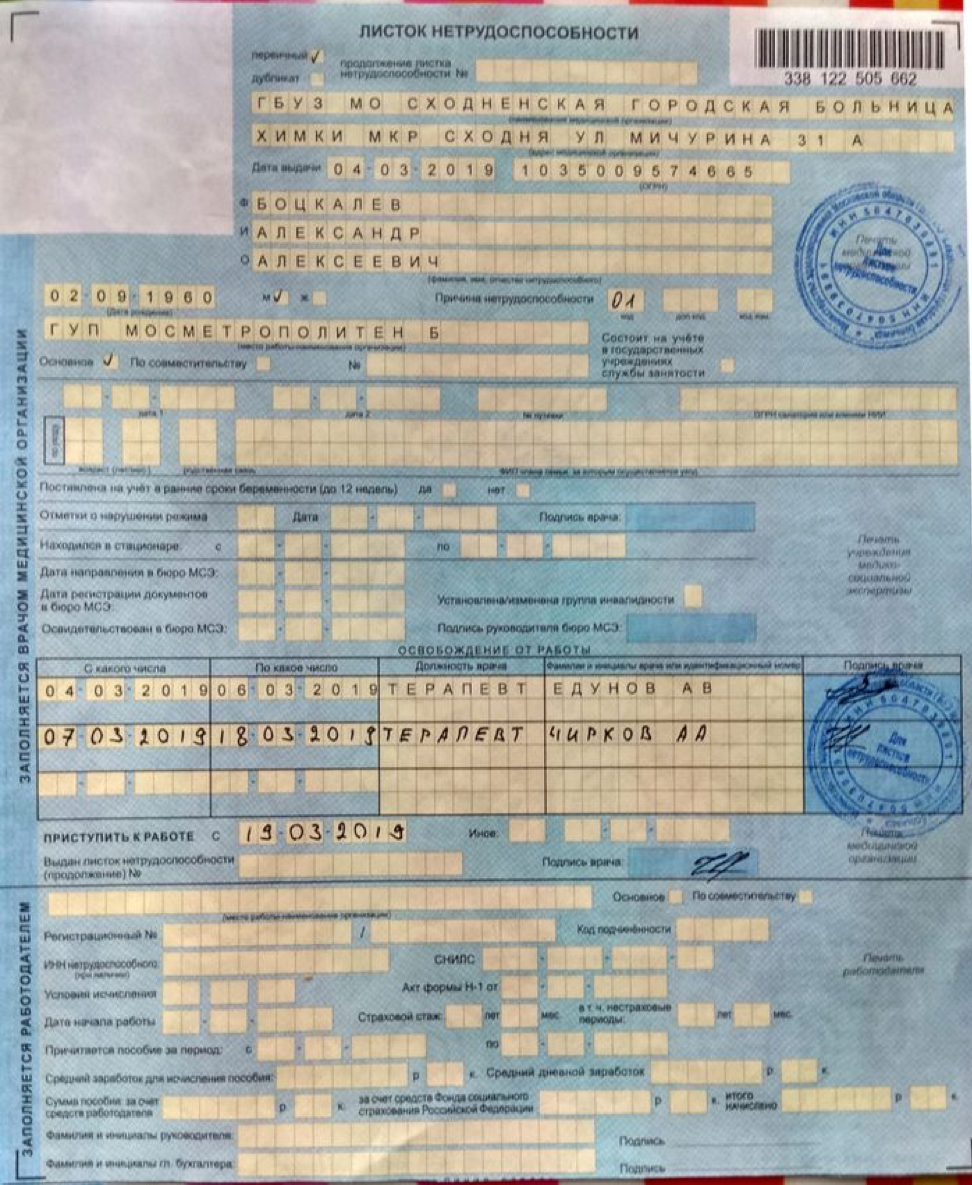 ЛИСТОК НЕТРУДОСПОСОБНОСТИ
первичный
продолжение листка
нетрудоспособности №
дубликат
338 122 505 662
ГБУЗ МО СХОДНЕНСКАЯ ГОРОДСКАЯ БОЛЬНИЦА
(наименование медицинской организации)
ХИМКИ МКР СХОДНЯ УЛ МИЧУРИНА 31 А
(адрес медицинской организации)
Дата выдачи 04-03-2019 1035009574665
(ОГРН)
Ф БОЦКАЛЕВ
И АЛЕКСАНДР
О АЛЕКСЕЕВИЧ
(фамилия, имя, отчество нетрудоспособного)
Печать
медицинской
организации
Для
листков
нетрудоспособности
02-09-1960 м ж Причина нетрудоспособности 01
(Дата рождения) код доп код код изм
ГУП МОСМЕТРОПОЛИТЕН Б
(место работы-наименование организации)
Состоит на учёте
в государственных
учреждениях
службы занятости
Основное По совместительству №
дата 1 дата 2 № путевки ОГРН санатория или клиники НИИ
возраст (лет/мес) родственная связь ФИО члена семьи, за которым осуществляется уход
Поставлена на учёт в ранние сроки беременности (до 12 недель) да нет
Отметки о нарушении режима Дата Подпись врача:
Находился в стационаре: с по
Печать
учреждения
медико-
социальной
экспертизы
Дата направления в бюро МСЭ:
Дата регистрации документов
в бюро МСЭ:
Установлена/изменена группа инвалидности
Освидетельствован в бюро МСЭ: Подпись руководителя бюро МСЭ:
ОСВОБОЖДЕНИЕ ОТ РАБОТЫ
С какого числа По какое число Должность врача Фамилия и инициалы врача или идентификационный номер Подпись врача
04-03-2019 06-03-2019 ТЕРАПЕВТ ЕДУНОВ АВ
07-03-2019 18-03-2019 ТЕРАПЕВТ ЧИРКОВ АА
Для
листков
нетрудоспособности
ПРИСТУПИТЬ К РАБОТЕ С 19-03-2019 Иное:
Печать
медицинской
организации
Выдан листок нетрудоспособности
(продолжение) №
Подпись врача:
ЗАПОЛНЯЕТСЯ ВРАЧОМ МЕДИЦИНСКОЙ ОРГАНИЗАЦИИ
Основное По совместительству
(место работы-наименование организации)
Регистрационный № / Код подчинённости
ИНН нетрудоспособного СНИЛС
(при наличии)
Печать
работодателя
Условия исчисления Акт формы Н-1 от
Дата начала работы Страховой стаж: лет мес. в т. ч. нестраховые
периоды: лет мес.
Причитается пособие за период: с по
Средний заработок для исчисления пособия: р к. Средний дневной заработок р к.
Сумма пособия: за счет
средств работодателя р к.
за счет средств Фонда социального
страхования Российской Федерации р к.
ИТОГО
НАЧИСЛЕНО р к.
Фамилия и инициалы руководителя: Подпись
Фамилия и инициалы гл. бухгалтера: Подпись
ЗАПОЛНЯЕТСЯ РАБОТОДАТЕЛЕМ